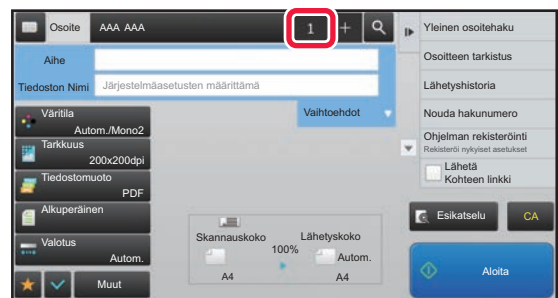 Osoite AAA AAA 1 +
Aihe
Tiedoston Nimi Järjestelmäasetusten määrittämä
Vaihtoehdot
Väritila
Autom./Mono2
Tarkkuus
200x200dpi
Tiedostomuoto
PDF
Alkuperäinen
Valotus
Autom.
Muut
Skannauskoko
A4
100%
Lähetyskoko
Autom.
A4
Yleinen osoitehaku
Osoitteen tarkistus
Lähetyshistoria
Nouda hakunumero
Ohjelman rekisteröinti
Rekisteröi nykyiset asetukset
Lähetä
Kohteen linkki
Esikatselu
CA
Aloita